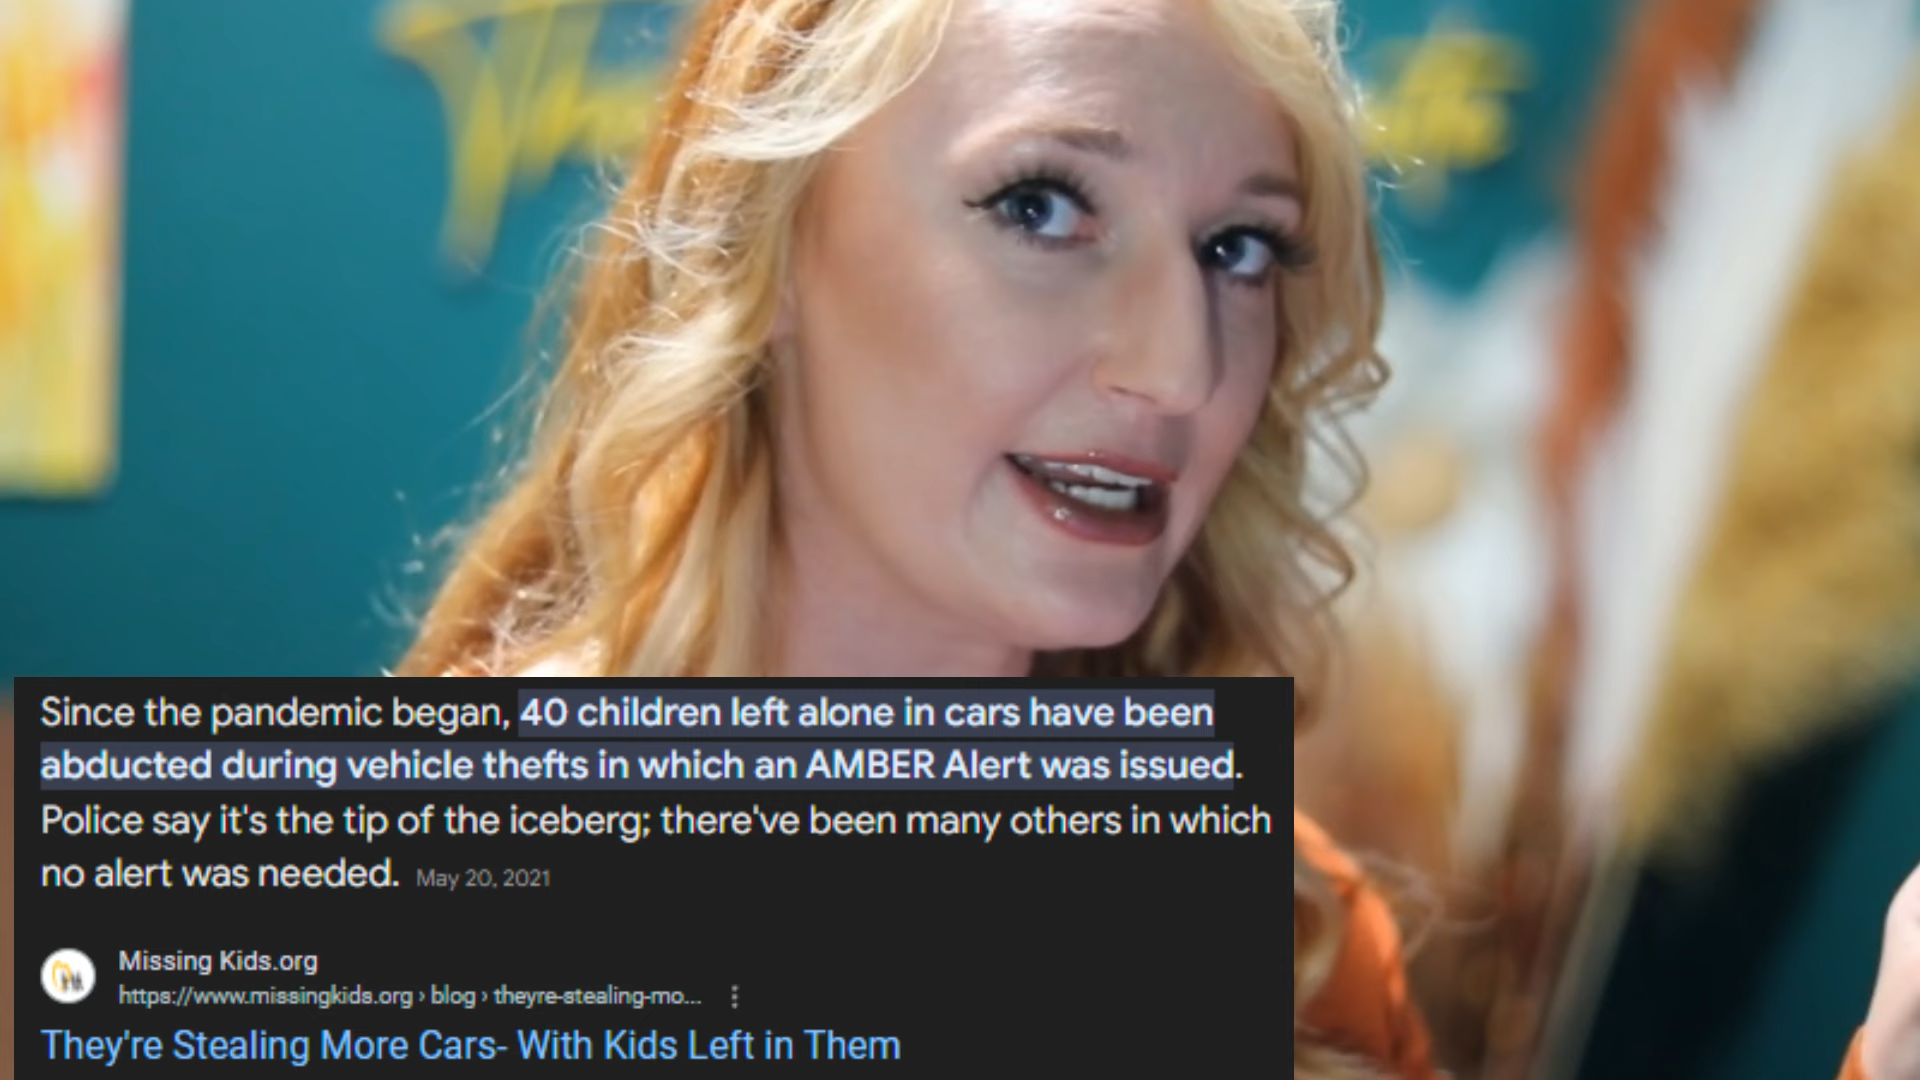 Since the pandemic began, 40 children left alone in cars have been
abducted during vehicle thefts in which an AMBER Alert was issued.
Police say it's the tip of the iceberg; there've been many others in which
no alert was needed. May 20, 2021
Missing Kids.org
https://www.missingkids.org › blog › theyre-stealing-mo...
They're Stealing More Cars- With Kids Left in Them